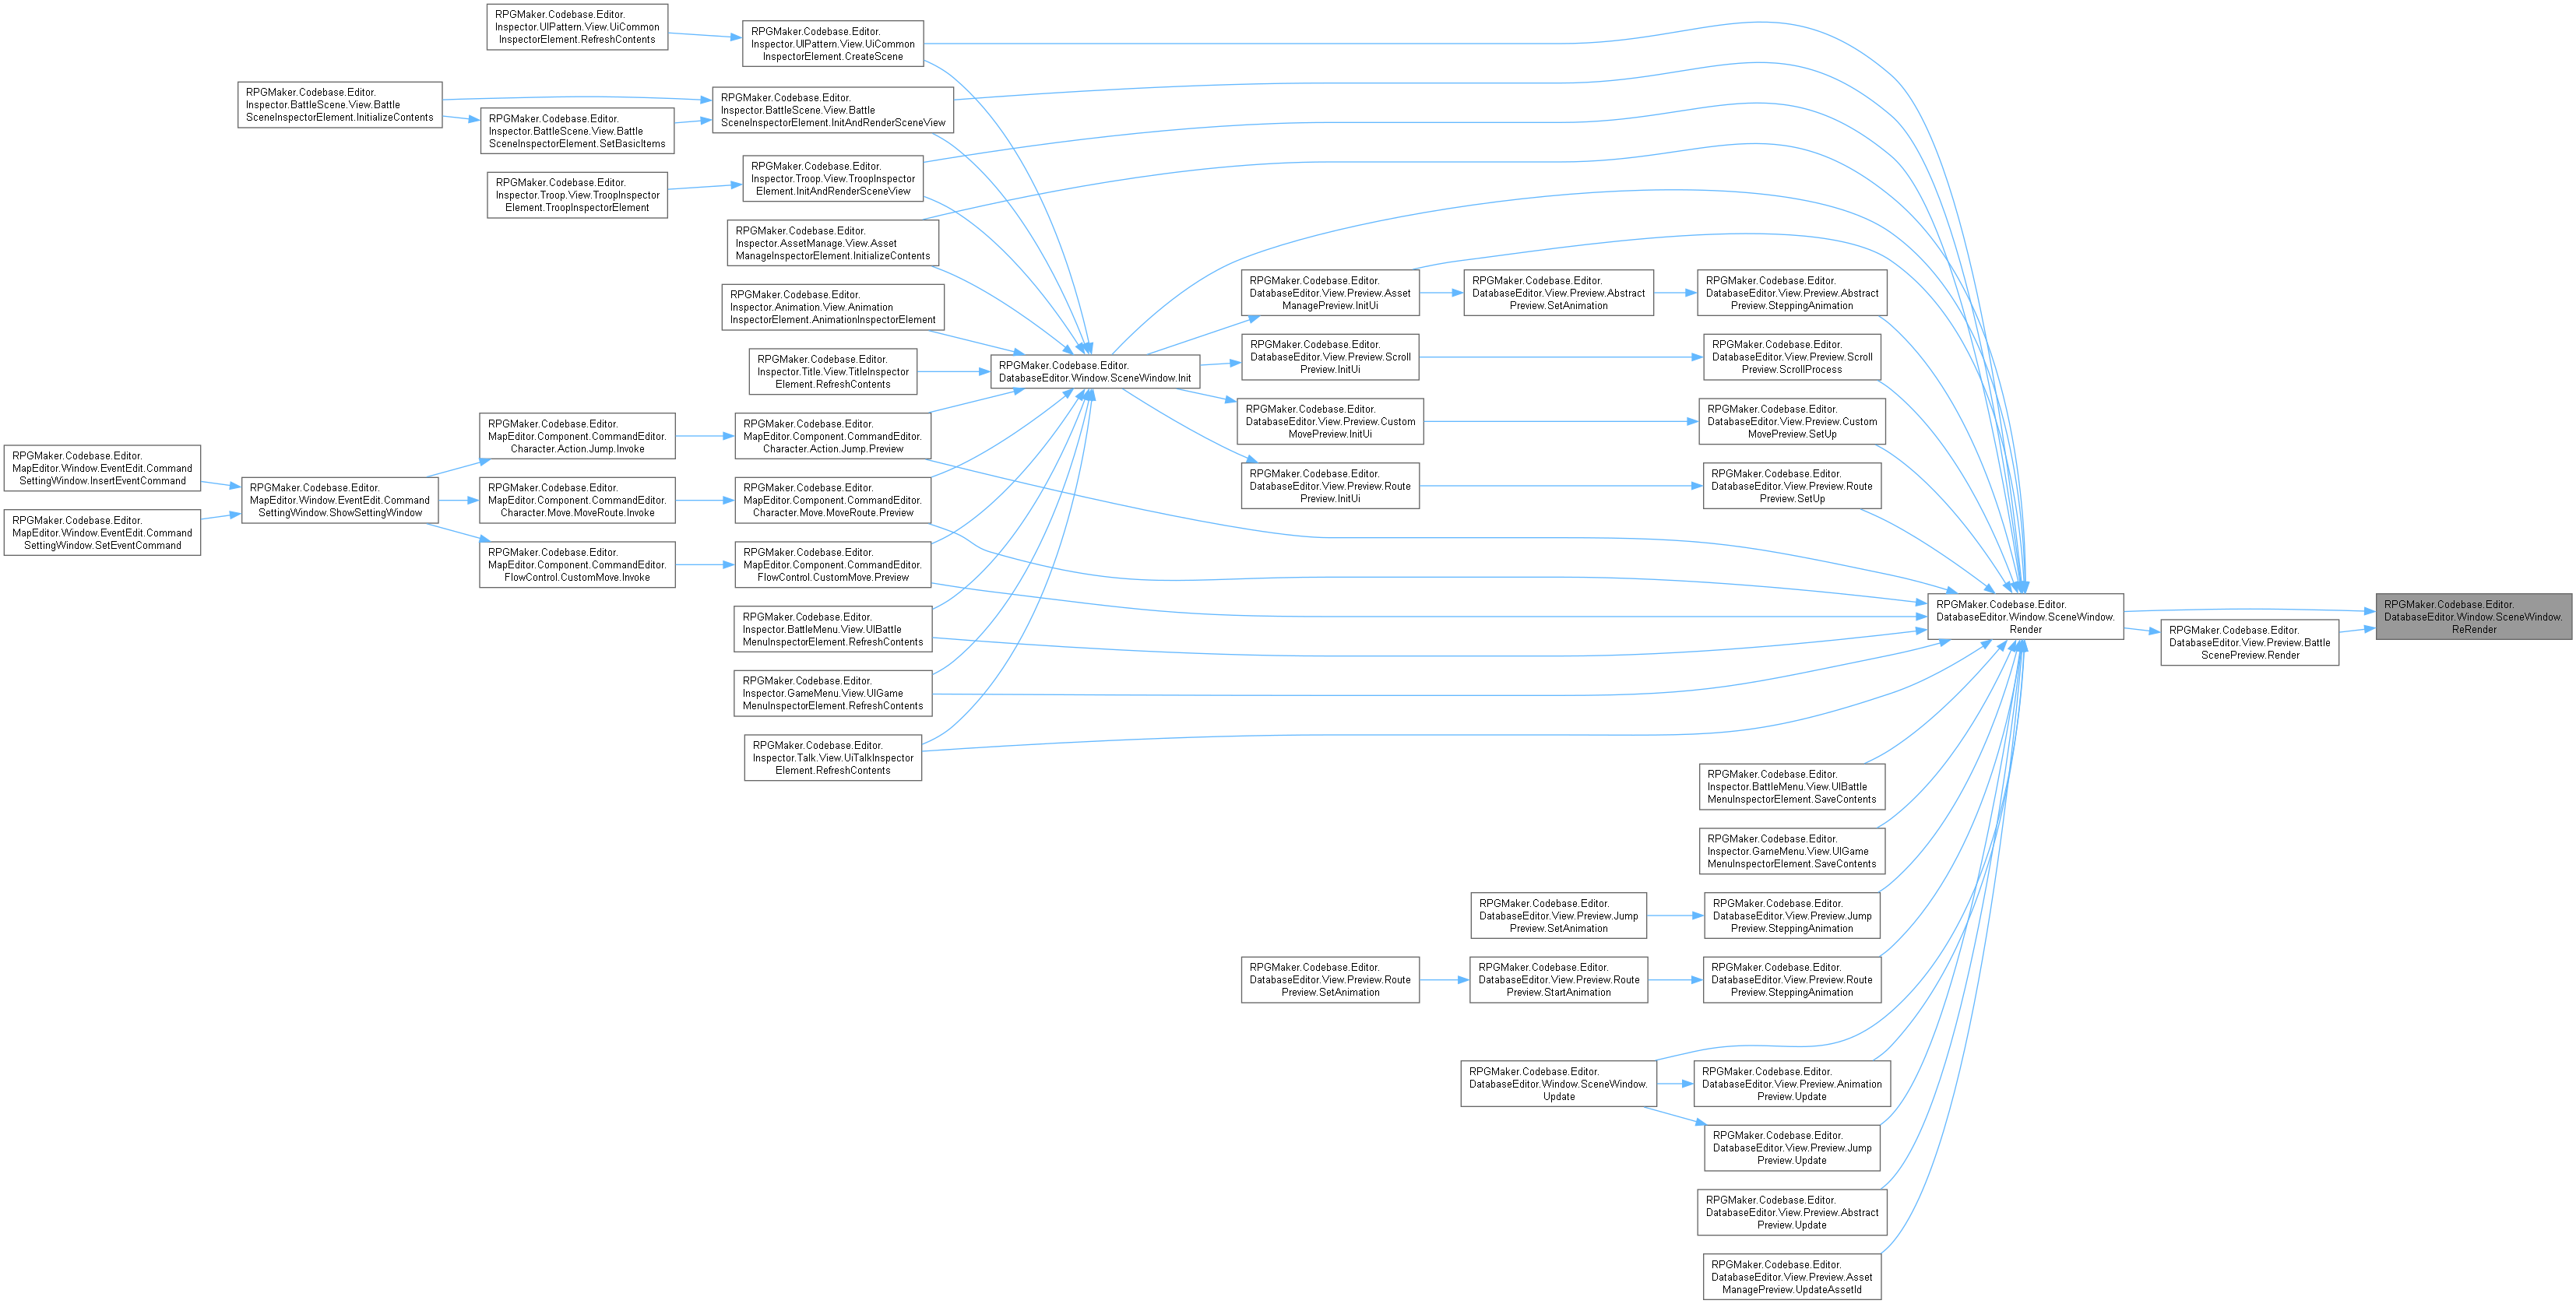 RPGMaker.Codebase.Editor.
Inspector.UIPattern.View.UiCommon
InspectorElement.RefreshContents
RPGMaker.Codebase.Editor.
Inspector.UIPattern.View.UiCommon
InspectorElement.CreateScene
RPGMaker.Codebase.Editor.
Inspector.BattleScene.View.Battle
SceneInspectorElement.InitializeContents
RPGMaker.Codebase.Editor.
Inspector.BattleScene.View.Battle
SceneInspectorElement.SetBasicItems
RPGMaker.Codebase.Editor.
Inspector.BattleScene.View.Battle
SceneInspectorElement.InitAndRenderSceneView
RPGMaker.Codebase.Editor.
Inspector.Troop.View.TroopInspector
Element.TroopInspectorElement
RPGMaker.Codebase.Editor.
Inspector.Troop.View.TroopInspector
Element.InitAndRenderSceneView
RPGMaker.Codebase.Editor.
Inspector.AssetManage.View.Asset
ManageInspectorElement.InitializeContents
RPGMaker.Codebase.Editor.
Inspector.Animation.View.Animation
InspectorElement.AnimationInspectorElement
RPGMaker.Codebase.Editor.
Inspector.Title.View.TitleInspector
Element.RefreshContents
RPGMaker.Codebase.Editor.
DatabaseEditor.Window.SceneWindow.Init
RPGMaker.Codebase.Editor.
DatabaseEditor.View.Preview.Asset
ManagePreview.InitUi
RPGMaker.Codebase.Editor.
DatabaseEditor.View.Preview.Abstract
Preview.SetAnimation
RPGMaker.Codebase.Editor.
DatabaseEditor.View.Preview.Abstract
Preview.SteppingAnimation
RPGMaker.Codebase.Editor.
DatabaseEditor.View.Preview.Scroll
Preview.InitUi
RPGMaker.Codebase.Editor.
DatabaseEditor.View.Preview.Scroll
Preview.ScrollProcess
RPGMaker.Codebase.Editor.
DatabaseEditor.View.Preview.Custom
MovePreview.InitUi
RPGMaker.Codebase.Editor.
DatabaseEditor.View.Preview.Custom
MovePreview.SetUp
RPGMaker.Codebase.Editor.
DatabaseEditor.View.Preview.Route
Preview.InitUi
RPGMaker.Codebase.Editor.
DatabaseEditor.View.Preview.Route
Preview.SetUp
RPGMaker.Codebase.Editor.
MapEditor.Window.EventEdit.Command
SettingWindow.InsertEventCommand
RPGMaker.Codebase.Editor.
MapEditor.Window.EventEdit.Command
SettingWindow.SetEventCommand
RPGMaker.Codebase.Editor.
MapEditor.Window.EventEdit.Command
SettingWindow.ShowSettingWindow
RPGMaker.Codebase.Editor.
MapEditor.Component.CommandEditor.
Character.Action.Jump.Invoke
RPGMaker.Codebase.Editor.
MapEditor.Component.CommandEditor.
Character.Action.Jump.Preview
RPGMaker.Codebase.Editor.
MapEditor.Component.CommandEditor.
Character.Move.MoveRoute.Invoke
RPGMaker.Codebase.Editor.
MapEditor.Component.CommandEditor.
Character.Move.MoveRoute.Preview
RPGMaker.Codebase.Editor.
MapEditor.Component.CommandEditor.
FlowControl.CustomMove.Invoke
RPGMaker.Codebase.Editor.
MapEditor.Component.CommandEditor.
FlowControl.CustomMove.Preview
RPGMaker.Codebase.Editor.
Inspector.BattleMenu.View.UIBattle
MenuInspectorElement.RefreshContents
RPGMaker.Codebase.Editor.
Inspector.GameMenu.View.UIGame
MenuInspectorElement.RefreshContents
RPGMaker.Codebase.Editor.
Inspector.Talk.View.UiTalkInspector
Element.RefreshContents
RPGMaker.Codebase.Editor.
DatabaseEditor.Window.SceneWindow.
Render
RPGMaker.Codebase.Editor.
DatabaseEditor.View.Preview.Battle
ScenePreview.Render
RPGMaker.Codebase.Editor.
DatabaseEditor.Window.SceneWindow.
ReRender
RPGMaker.Codebase.Editor.
Inspector.BattleMenu.View.UIBattle
MenuInspectorElement.SaveContents
RPGMaker.Codebase.Editor.
Inspector.GameMenu.View.UIGame
MenuInspectorElement.SaveContents
RPGMaker.Codebase.Editor.
DatabaseEditor.View.Preview.Jump
Preview.SetAnimation
RPGMaker.Codebase.Editor.
DatabaseEditor.View.Preview.Jump
Preview.SteppingAnimation
RPGMaker.Codebase.Editor.
DatabaseEditor.View.Preview.Route
Preview.SetAnimation
RPGMaker.Codebase.Editor.
DatabaseEditor.View.Preview.Route
Preview.StartAnimation
RPGMaker.Codebase.Editor.
DatabaseEditor.View.Preview.Route
Preview.SteppingAnimation
RPGMaker.Codebase.Editor.
DatabaseEditor.Window.SceneWindow.
Update
RPGMaker.Codebase.Editor.
DatabaseEditor.View.Preview.Animation
Preview.Update
RPGMaker.Codebase.Editor.
DatabaseEditor.View.Preview.Jump
Preview.Update
RPGMaker.Codebase.Editor.
DatabaseEditor.View.Preview.Abstract
Preview.Update
RPGMaker.Codebase.Editor.
DatabaseEditor.View.Preview.Asset
ManagePreview.UpdateAssetId